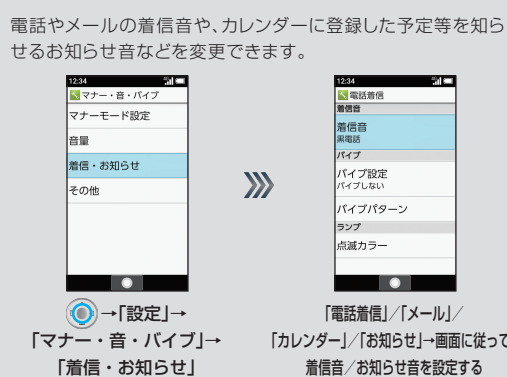 電話やメールの着信音や、カレンダーに登録した予定等を知ら
せるお知らせ音などを変更できます。
12:34
マナー・音・バイブ
マナーモード設定
音量
着信・お知らせ
その他
→「設定」→
「マナー・音・バイブ」→
「着信・お知らせ」
12:34
電話着信
着信音
着信音
黒電話
バイブ
バイブ設定
バイブしない
バイブパターン
ランプ
点滅カラー
「電話着信」／「メール」／
「カレンダー」／「お知らせ」→画面に従って
着信音／お知らせ音を設定する